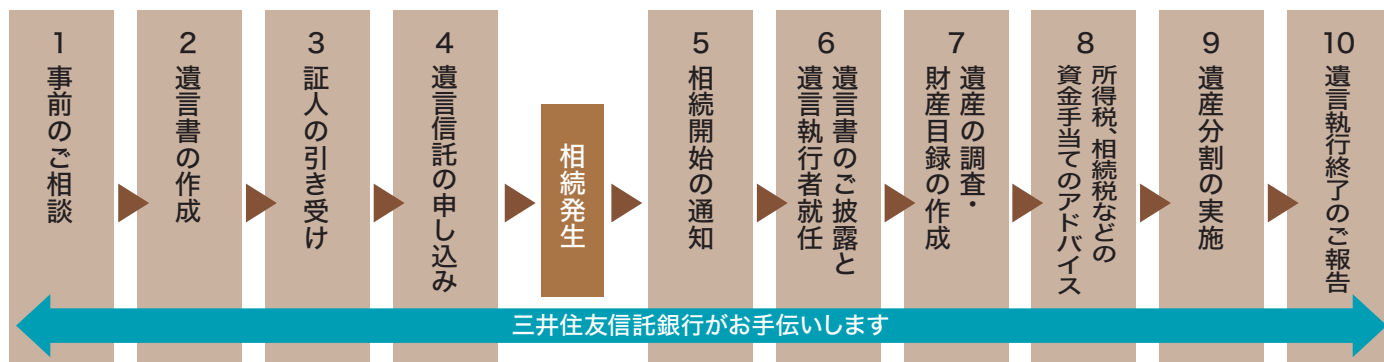 1
事前のご相談
2
遺言書の作成
3
証人の引き受け
4
遺言信託の申し込み
相続発生
5
相続開始の通知
6
遺言書のご披露と
遺言執行者就任
7
遺産の調査・
財産目録の作成
8
所得税、相続税などの
資金手当てのアドバイス
9
遺産分割の実施
10
遺言執行終了のご報告
三井住友信託銀行がお手伝いします